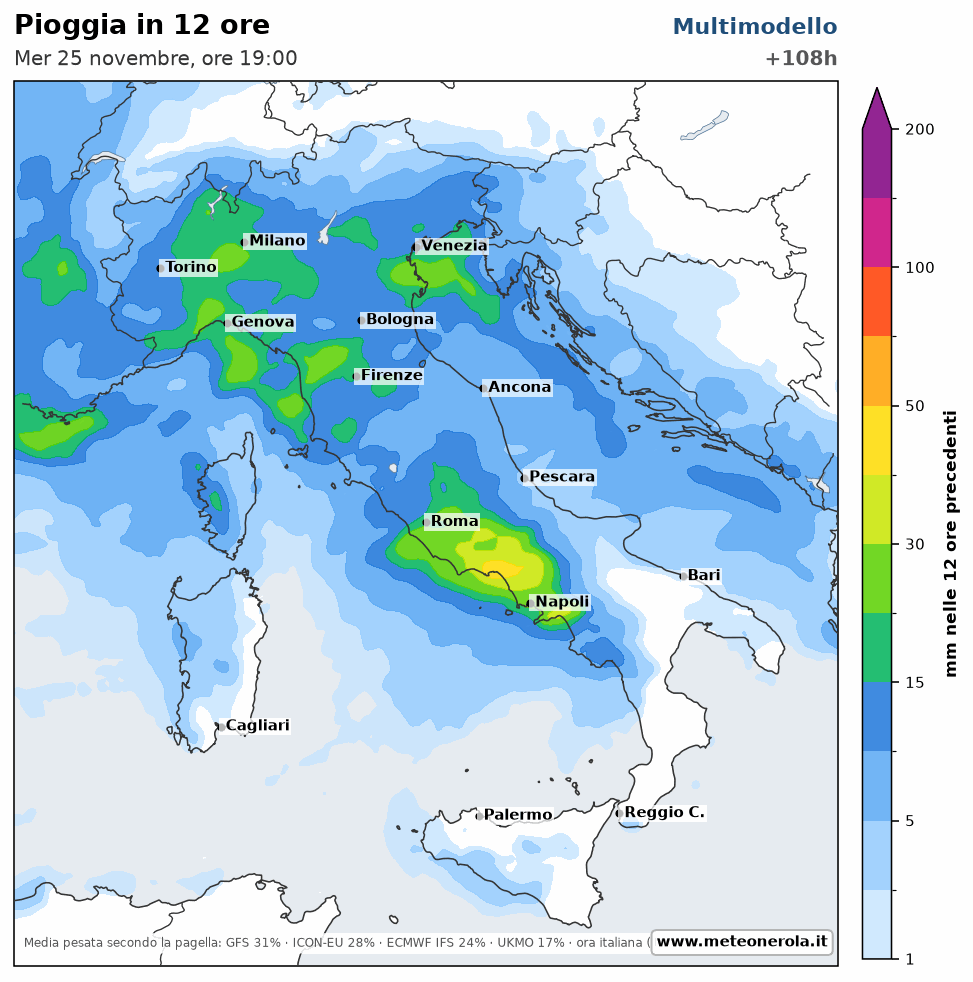 Pioggia in 12 ore
Multimodello
Mer 25 novembre, ore 19:00
+108h
200
100
50
30
15
5
1
mm nelle 12 ore precedenti
Milano
Venezia
Torino
Genova
Bologna
Firenze
Ancona
Pescara
Roma
Bari
Napoli
Cagliari
Palermo
Reggio C.
Media pesata secondo la pagella: GFS 31% · ICON-EU 28% · ECMWF IFS 24% · UKMO 17% · ora italiana (
www.meteonerola.it